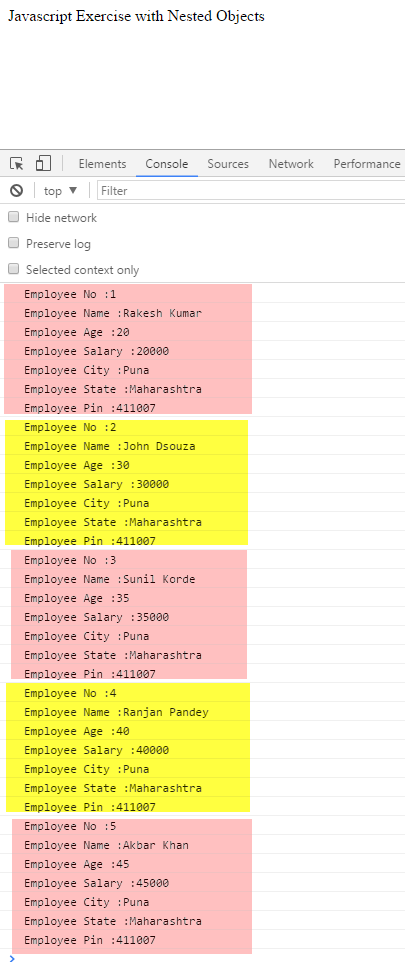 Javascript Exercise with Nested Objects
Elements Console Sources Network Performance
top ▼ Filter
Hide network
Preserve log
Selected context only
Employee No :1
Employee Name :Rakesh Kumar
Employee Age :20
Employee Salary :20000
Employee City :Puna
Employee State :Maharashtra
Employee Pin :411007
Employee No :2
Employee Name :John Dsouza
Employee Age :30
Employee Salary :30000
Employee City :Puna
Employee State :Maharashtra
Employee Pin :411007
Employee No :3
Employee Name :Sunil Korde
Employee Age :35
Employee Salary :35000
Employee City :Puna
Employee State :Maharashtra
Employee Pin :411007
Employee No :4
Employee Name :Ranjan Pandey
Employee Age :40
Employee Salary :40000
Employee City :Puna
Employee State :Maharashtra
Employee Pin :411007
Employee No :5
Employee Name :Akbar Khan
Employee Age :45
Employee Salary :45000
Employee City :Puna
Employee State :Maharashtra
Employee Pin :411007